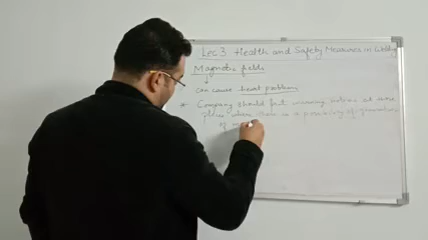 Lec 3 Health and Safety Measures in Welding
Magnetic fields
can cause heart problem
* Company should put warning notices at some
place where there is a possibility of generation
of